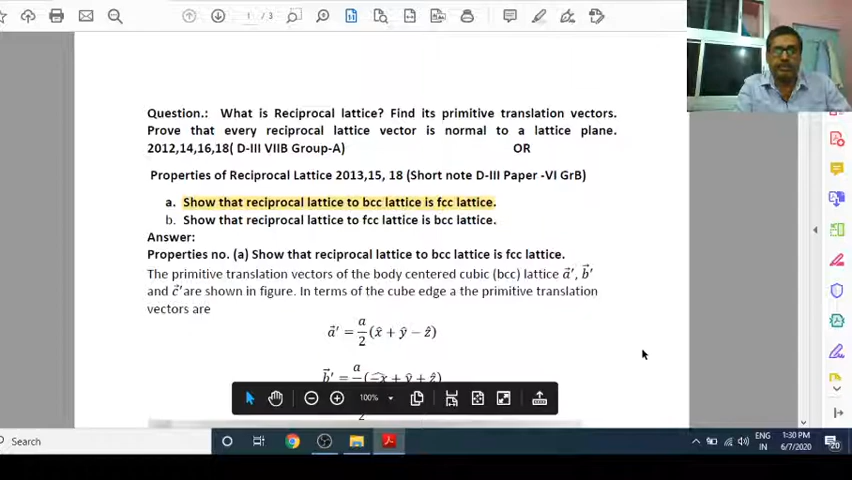 1 / 3
Question.: What is Reciprocal lattice? Find its primitive translation vectors.
Prove that every reciprocal lattice vector is normal to a lattice plane.
2012,14,16,18( D-III VIIB Group-A) OR
Properties of Reciprocal Lattice 2013,15, 18 (Short note D-III Paper -VI GrB)
a. Show that reciprocal lattice to bcc lattice is fcc lattice.
b. Show that reciprocal lattice to fcc lattice is bcc lattice.
Answer:
Properties no. (a) Show that reciprocal lattice to bcc lattice is fcc lattice.
The primitive translation vectors of the body centered cubic (bcc) lattice a⃗′, b⃗′
and c⃗′are shown in figure. In terms of the cube edge a the primitive translation
vectors are
a⃗′ = a/2 (x̂ + ŷ − ẑ)
b⃗′ = a/2 (−x̂ + ŷ + ẑ)
100%
Search
ENG
IN
1:30 PM
6/7/2020
20